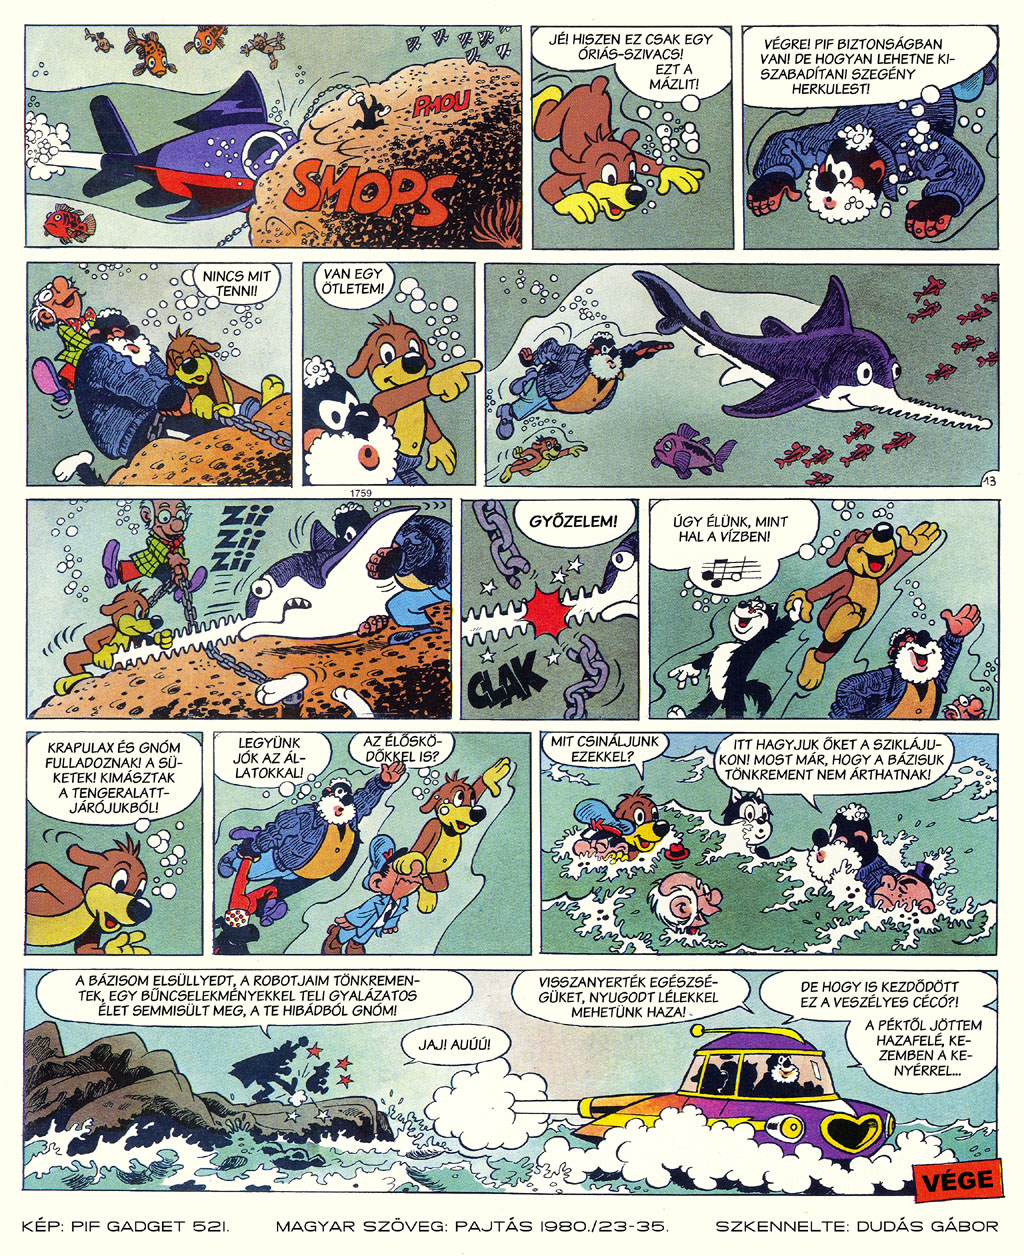 PMOU
SMOPS
JÉ! HISZEN EZ CSAK EGY
ÓRIÁS-SZIVACS!
EZT A
MÁZLIT!
VÉGRE! PIF BIZTONSÁGBAN
VAN! DE HOGYAN LEHETNE KI-
SZABADÍTANI SZEGÉNY
HERKULEST!
NINCS MIT
TENNI!
VAN EGY
ÖTLETEM!
13
1759
ZII
ZII
ZII
GYŐZELEM!
CLAK
ÚGY ÉLÜNK, MINT
HAL A VÍZBEN!
KRAPULAX ÉS GNÓM
FULLADOZNAK! A SÜ-
KETEK! KIMÁSZTAK
A TENGERALATT-
JÁRÓJUKBÓL!
LEGYÜNK
JÓK AZ ÁL-
LATOKKAL!
AZ ÉLŐSKÖ-
DŐKKEL IS?
MIT CSINÁLJUNK
EZEKKEL?
K
ITT HAGYJUK ŐKET A SZIKLÁJU-
KON! MOST MÁR, HOGY A BÁZISUK
TÖNKREMENT NEM ÁRTHATNAK!
A BÁZISOM ELSÜLLYEDT, A ROBOTJAIM TÖNKREMEN-
TEK, EGY BŰNCSELEKMÉNYEKKEL TELI GYALÁZATOS
ÉLET SEMMISÜLT MEG, A TE HIBÁDBÓL GNÓM!
JAJ! AUÚÚ!
VISSZANYERTÉK EGÉSZSÉ-
GÜKET, NYUGODT LÉLEKKEL
MEHETÜNK HAZA!
DE HOGY IS KEZDŐDÖTT
EZ A VESZÉLYES CÉCÓ?!
A PÉKTŐL JÖTTEM
HAZAFELÉ, KE-
ZEMBEN A KE-
NYÉRREL...
VÉGE
KÉP: PIF GADGET 521.
MAGYAR SZÖVEG: PAJTÁS 1980./23-35.
SZKENNELTE: DUDÁS GÁBOR